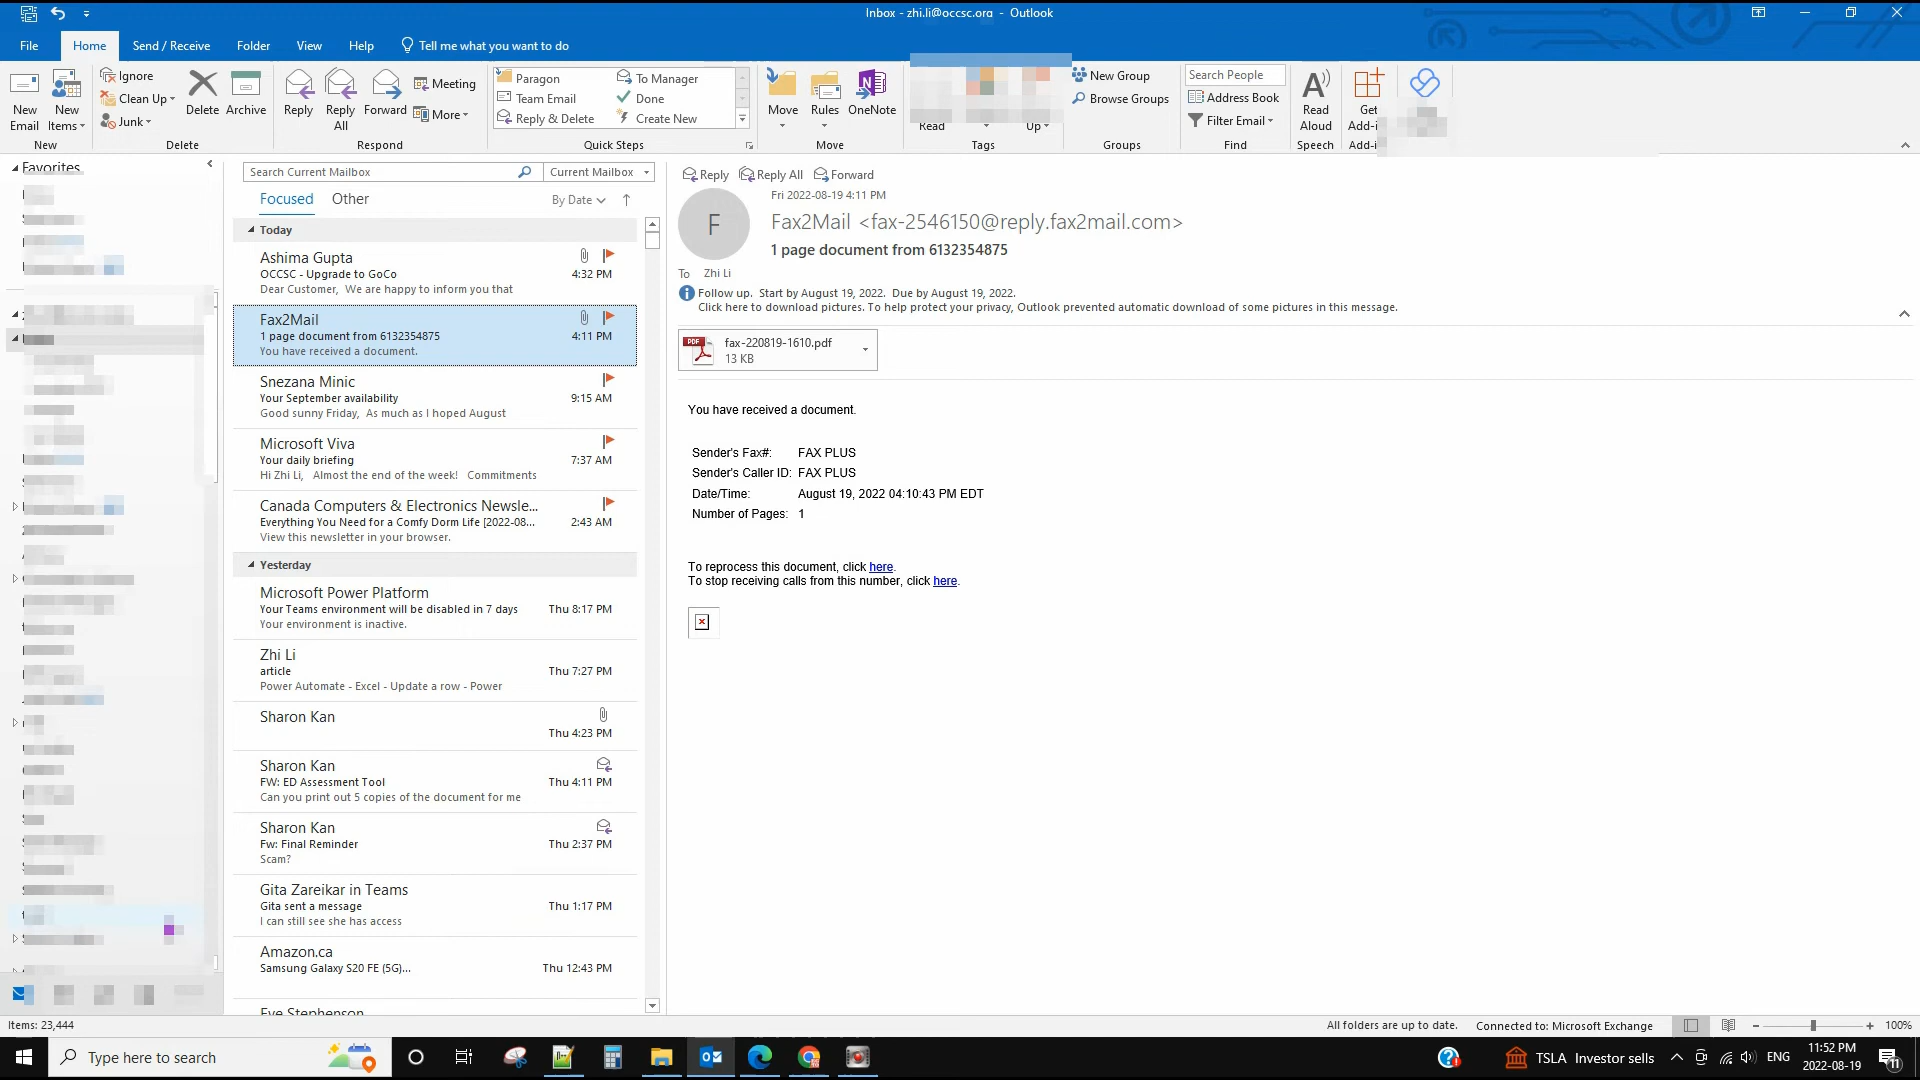 Inbox - zhi.li@occsc.org - Outlook
File Home Send / Receive Folder View Help Tell me what you want to do
New Email
New Items
Ignore
Clean Up
Junk
Delete
Archive
Reply
Reply All
Forward
Meeting
More
Paragon
Team Email
Reply & Delete
To Manager
Done
Create New
Move
Rules
OneNote
Read
Up
New Group
Browse Groups
Search People
Address Book
Filter Email
Read Aloud
Get Add-i
New Delete Respond Quick Steps Move Tags Groups Find Speech Add-i
Favorites
Search Current Mailbox Current Mailbox
Focused Other By Date
Today
Ashima Gupta
OCCSC - Upgrade to GoCo 4:32 PM
Dear Customer, We are happy to inform you that
Fax2Mail
1 page document from 6132354875 4:11 PM
You have received a document.
Snezana Minic
Your September availability 9:15 AM
Good sunny Friday, As much as I hoped August
Microsoft Viva
Your daily briefing 7:37 AM
Hi Zhi Li, Almost the end of the week! Commitments
Canada Computers & Electronics Newsle...
Everything You Need for a Comfy Dorm Life [2022-08... 2:43 AM
View this newsletter in your browser.
Yesterday
Microsoft Power Platform
Your Teams environment will be disabled in 7 days Thu 8:17 PM
Your environment is inactive.
Zhi Li
article Thu 7:27 PM
Power Automate - Excel - Update a row - Power
Sharon Kan
Thu 4:23 PM
Sharon Kan
FW: ED Assessment Tool Thu 4:11 PM
Can you print out 5 copies of the document for me
Sharon Kan
Fw: Final Reminder Thu 2:37 PM
Scam?
Gita Zareikar in Teams
Gita sent a message Thu 1:17 PM
I can still see she has access
Amazon.ca
Samsung Galaxy S20 FE (5G)... Thu 12:43 PM
Eve Stephenson
Reply Reply All Forward
Fri 2022-08-19 4:11 PM
F
Fax2Mail <fax-2546150@reply.fax2mail.com>
1 page document from 6132354875
To Zhi Li
Follow up. Start by August 19, 2022. Due by August 19, 2022.
Click here to download pictures. To help protect your privacy, Outlook prevented automatic download of some pictures in this message.
PDF
fax-220819-1610.pdf
13 KB
You have received a document.
Sender's Fax#: FAX PLUS
Sender's Caller ID: FAX PLUS
Date/Time: August 19, 2022 04:10:43 PM EDT
Number of Pages: 1
To reprocess this document, click here.
To stop receiving calls from this number, click here.
Items: 23,444 All folders are up to date. Connected to: Microsoft Exchange 100%
Type here to search TSLA Investor sells ENG 11:52 PM
2022-08-19 11